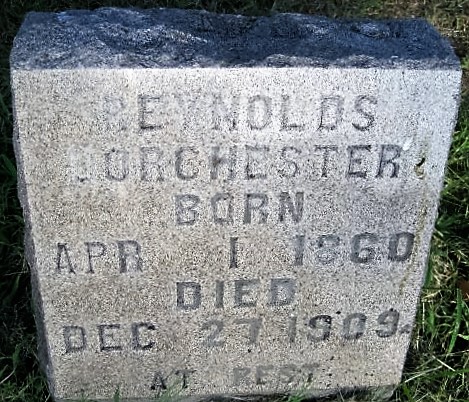 REYNOLDS
DORCHESTER
BORN
APR 1 1860
DIED
DEC 27 1909.
AT REST